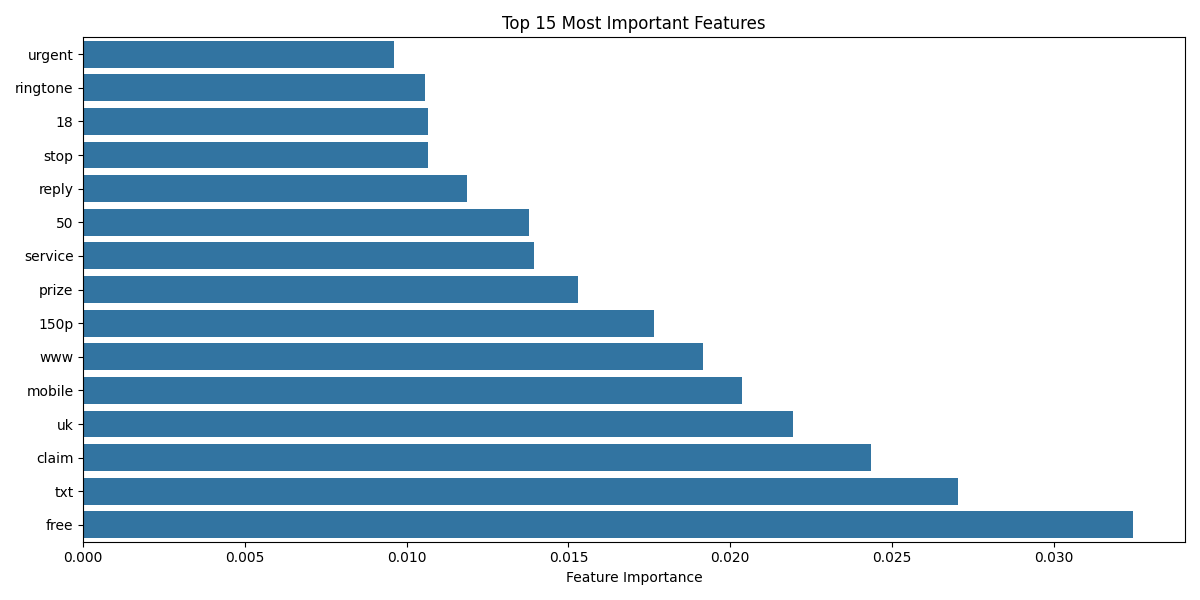 Top 15 Most Important Features
urgent
ringtone
18
stop
reply
50
service
prize
150p
www
mobile
uk
claim
txt
free
0.000 0.005 0.010 0.015 0.020 0.025 0.030
Feature Importance